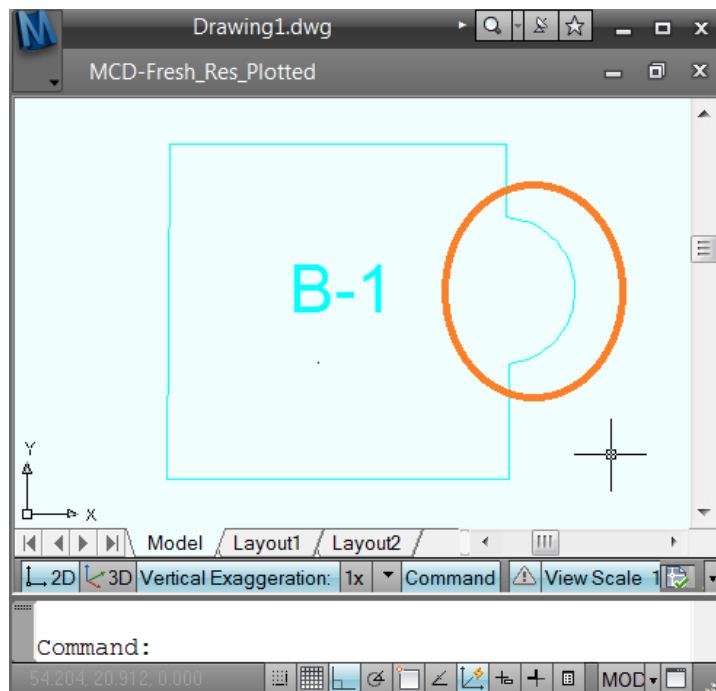 Drawing1.dwg
MCD-Fresh_Res_Plotted
B-1
Y
X
Model Layout1 Layout2
2D 3D Vertical Exaggeration: 1x Command View Scale 1
Command:
54.204, 20.912, 0.000 MOD